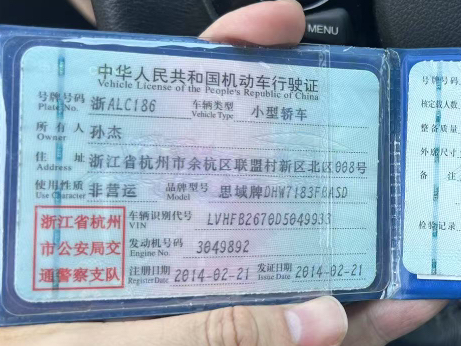 MENU
中华人民共和国机动车行驶证
Vehicle License of the People's Republic of China
号牌号码 浙ALC186 车辆类型 小型轿车
Plate No. Vehicle Type
所有人 孙杰
Owner
住址 浙江省杭州市余杭区联盟村新区北区008号
Address
使用性质 非营运 品牌型号 思域牌DHW7183F0ASD
Use Character Model
浙江省杭州
市公安局交
通警察支队
车辆识别代号 LVHFB2670D5049933
VIN
发动机号码 3049892
Engine No.
注册日期 2014-02-21 发证日期 2014-02-21
Register Date Issue Date
号牌号
核定载人数
整备质量
外廓尺寸
备注
检验记录